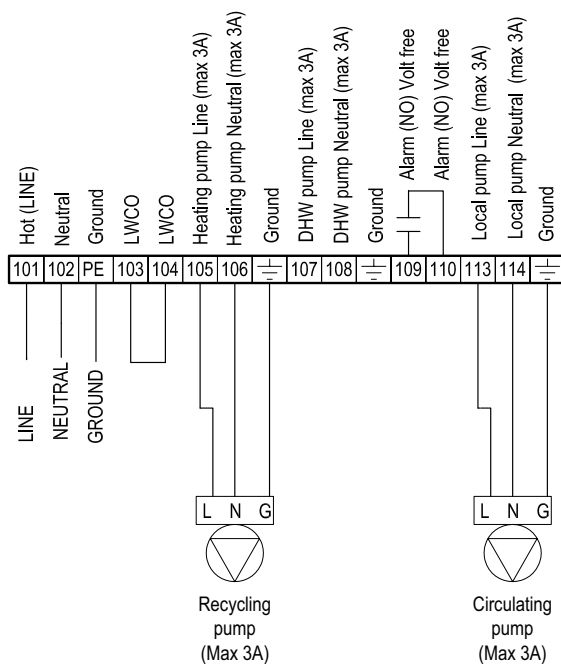 Hot (LINE)
Neutral
Ground
LWCO
LWCO
Heating pump Line (max 3A)
Heating pump Neutral (max 3A)
Ground
DHW pump Line (max 3A)
DHW pump Neutral (max 3A)
Ground
Alarm (NO) Volt free
Alarm (NO) Volt free
Local pump Line (max 3A)
Local pump Neutral (max 3A)
Ground
101 102 PE 103 104 105 106 107 108 109 110 113 114
LINE
NEUTRAL
GROUND
L N G
L N G
Recycling
pump
(Max 3A)
Circulating
pump
(Max 3A)